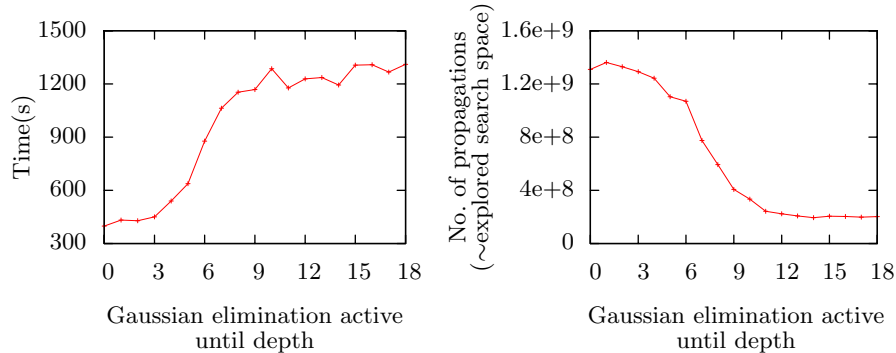 Time(s)
1500
1200
900
600
300
0 3 6 9 12 15 18
Gaussian elimination active
until depth
No. of propagations
(~explored search space)
1.6e+9
1.2e+9
8e+8
4e+8
0
0 3 6 9 12 15 18
Gaussian elimination active
until depth